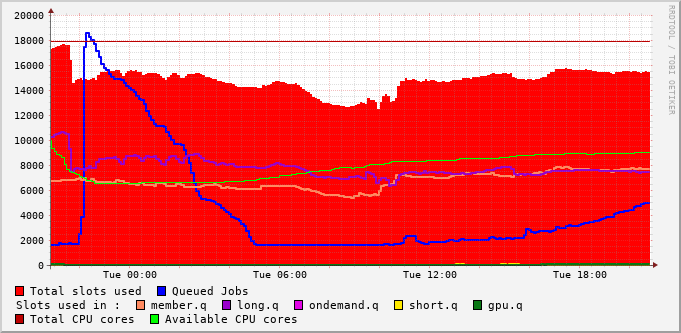 20000
18000
16000
14000
12000
10000
8000
6000
4000
2000
0
Tue 00:00 Tue 06:00 Tue 12:00 Tue 18:00
Total slots used Queued Jobs
Slots used in : member.q long.q ondemand.q short.q gpu.q
Total CPU cores Available CPU cores
RRDTOOL / TOBI OETIKER